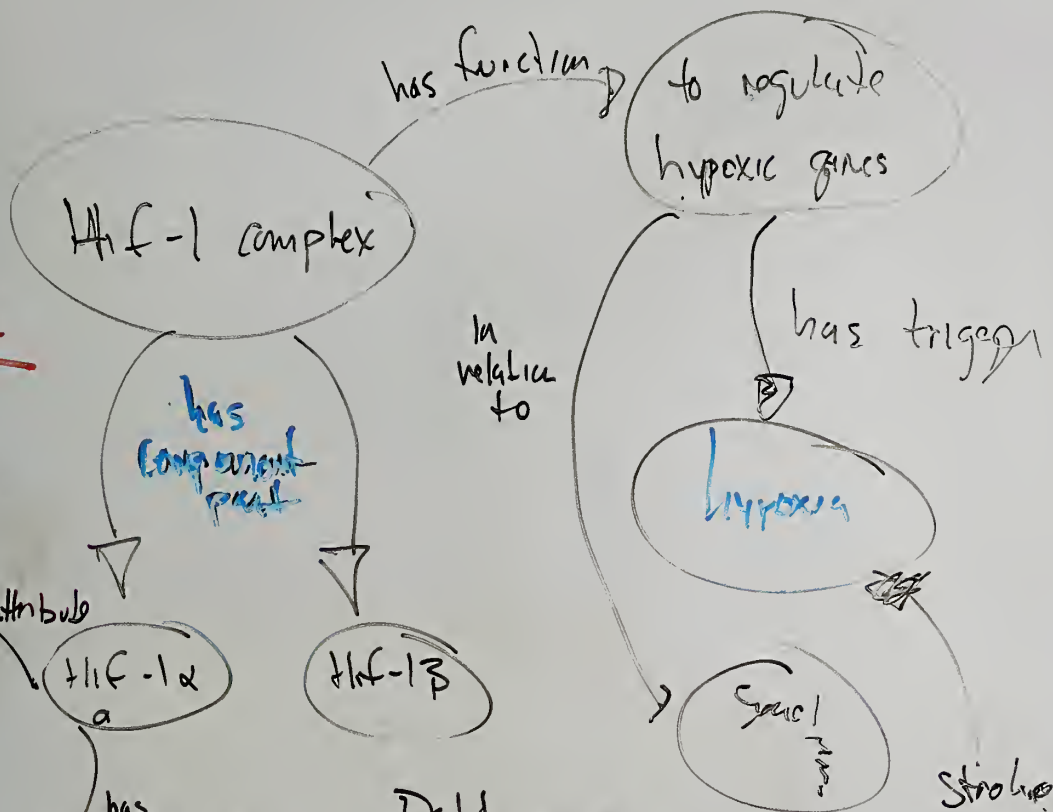 has function
to regulate
hypoxic genes
Hif-1 complex
in
relation
to
has trigger
has
component
part
hypoxia
Hif-1α
a
Hif-1β
has
Stroke